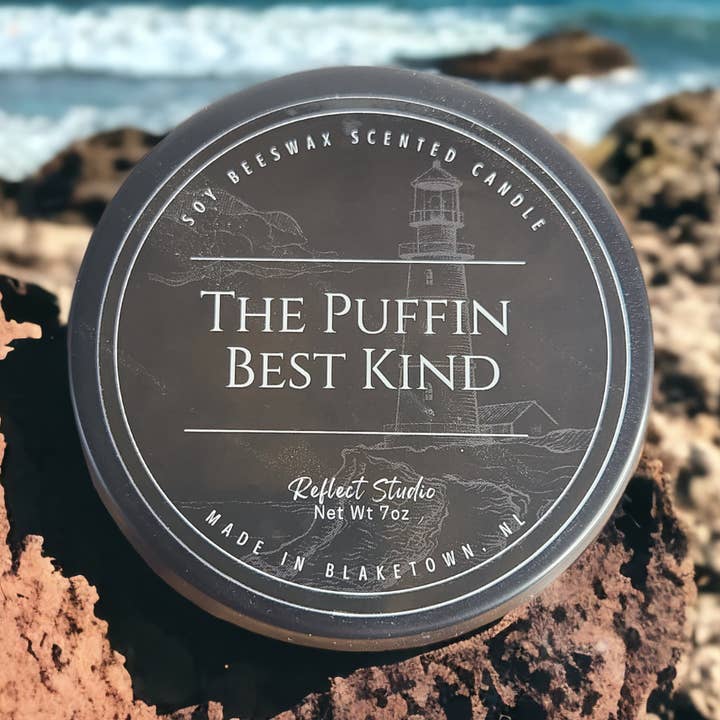 SOY BEESWAX SCENTED CANDLE
THE PUFFIN
BEST KIND
Reflect Studio
Net Wt 7oz
MADE IN BLAKETOWN, NL